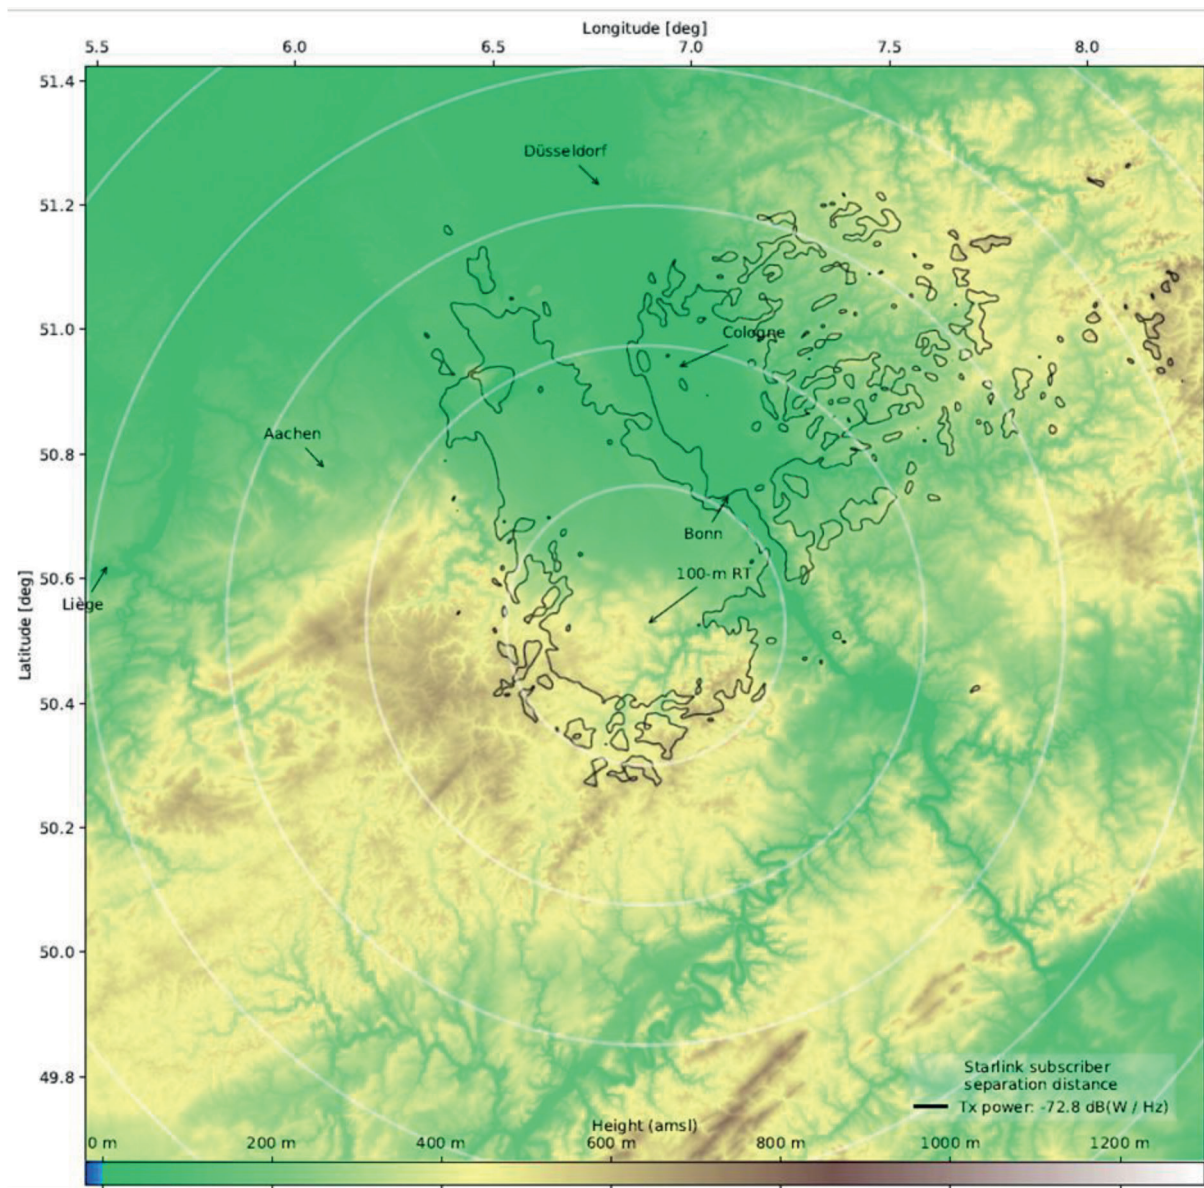 Longitude [deg]
5.5 6.0 6.5 7.0 7.5 8.0
51.4
Düsseldorf
51.2
51.0
Cologne
Aachen
50.8
Bonn
100-m RT
50.6
Liège
Latitude [deg]
50.4
50.2
50.0
49.8
Starlink subscriber
separation distance
Tx power: -72.8 dB(W / Hz)
Height (amsl)
0 m 200 m 400 m 600 m 800 m 1000 m 1200 m